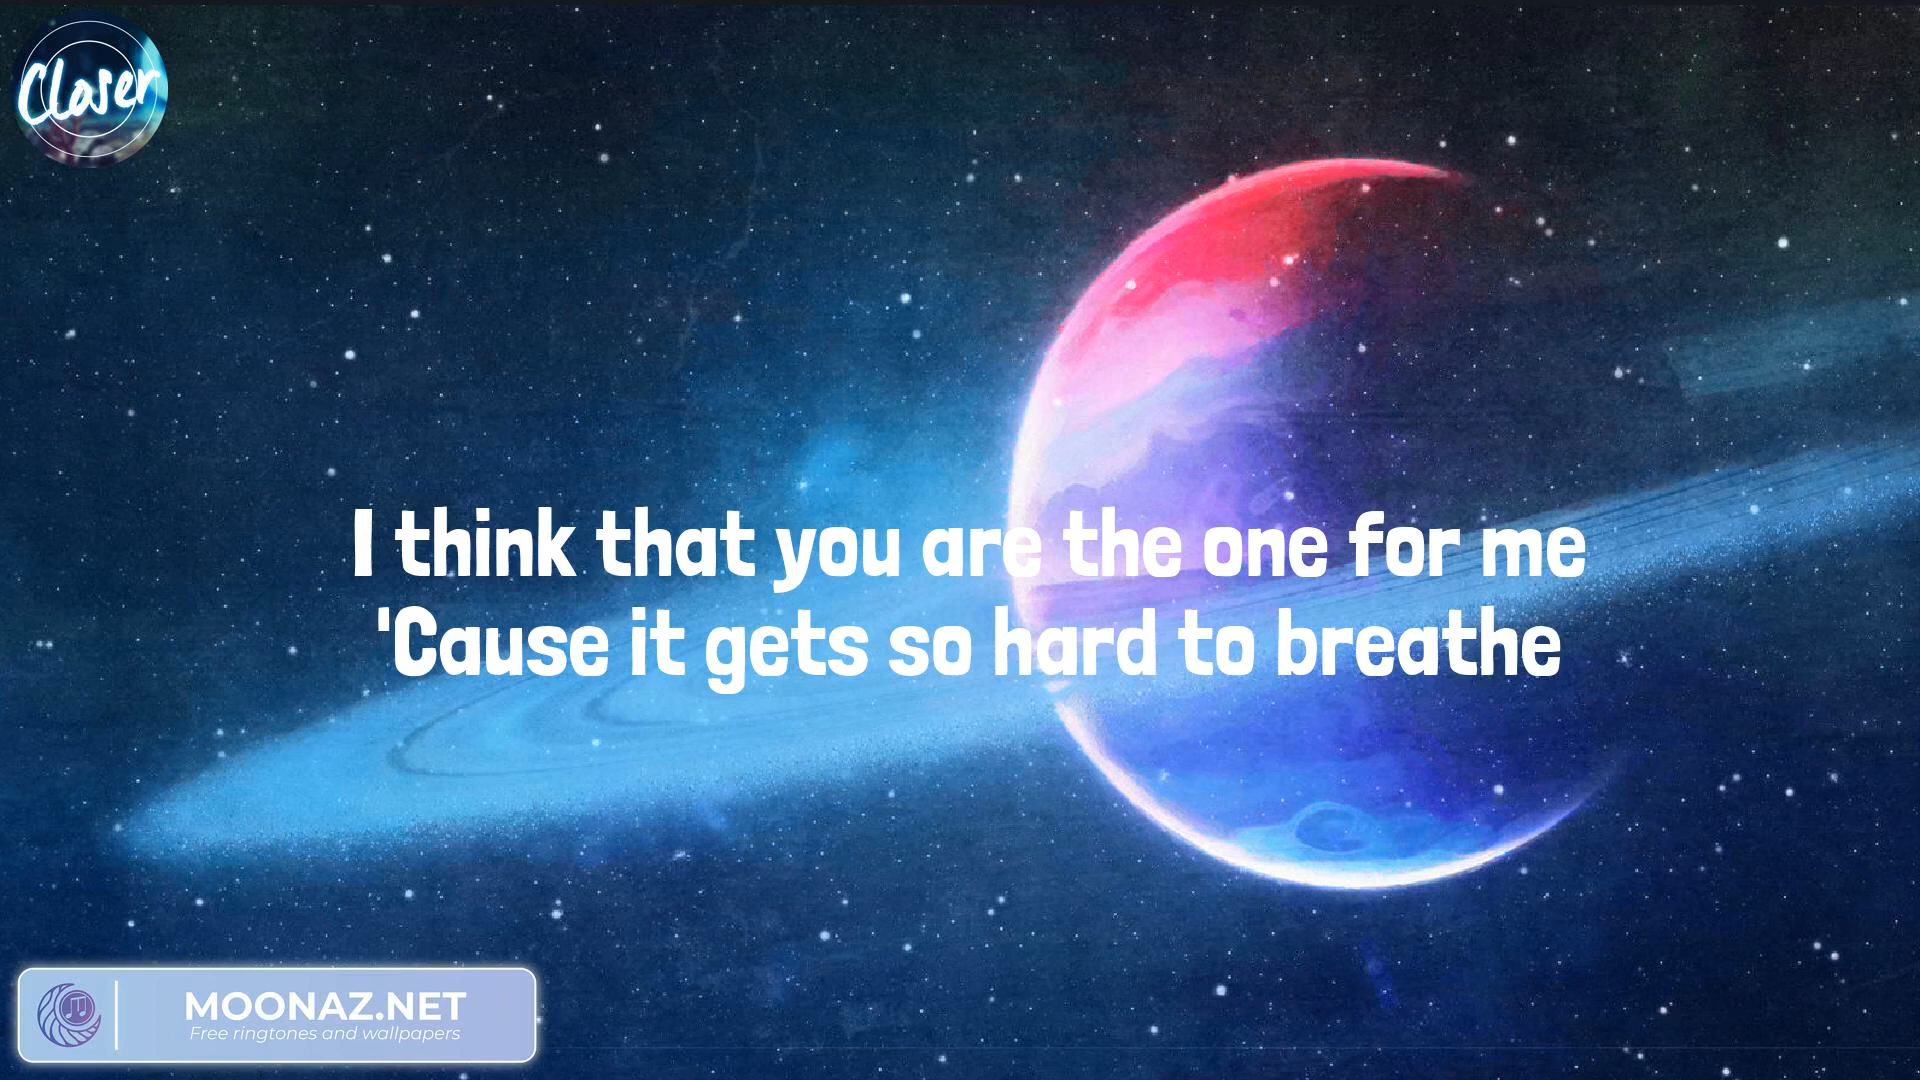 Closer
I think that you are the one for me
'Cause it gets so hard to breathe
MOONAZ.NET
Free ringtones and wallpapers